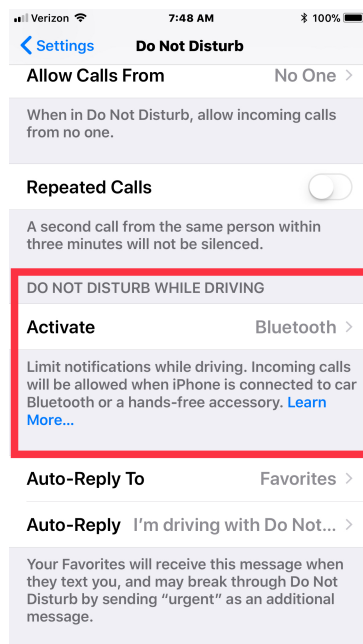 Verizon 7:48 AM 100%
Settings Do Not Disturb
Allow Calls From No One
When in Do Not Disturb, allow incoming calls
from no one.
Repeated Calls
A second call from the same person within
three minutes will not be silenced.
DO NOT DISTURB WHILE DRIVING
Activate Bluetooth
Limit notifications while driving. Incoming calls
will be allowed when iPhone is connected to car
Bluetooth or a hands-free accessory. Learn
More...
Auto-Reply To Favorites
Auto-Reply I’m driving with Do Not...
Your Favorites will receive this message when
they text you, and may break through Do Not
Disturb by sending “urgent” as an additional
message.